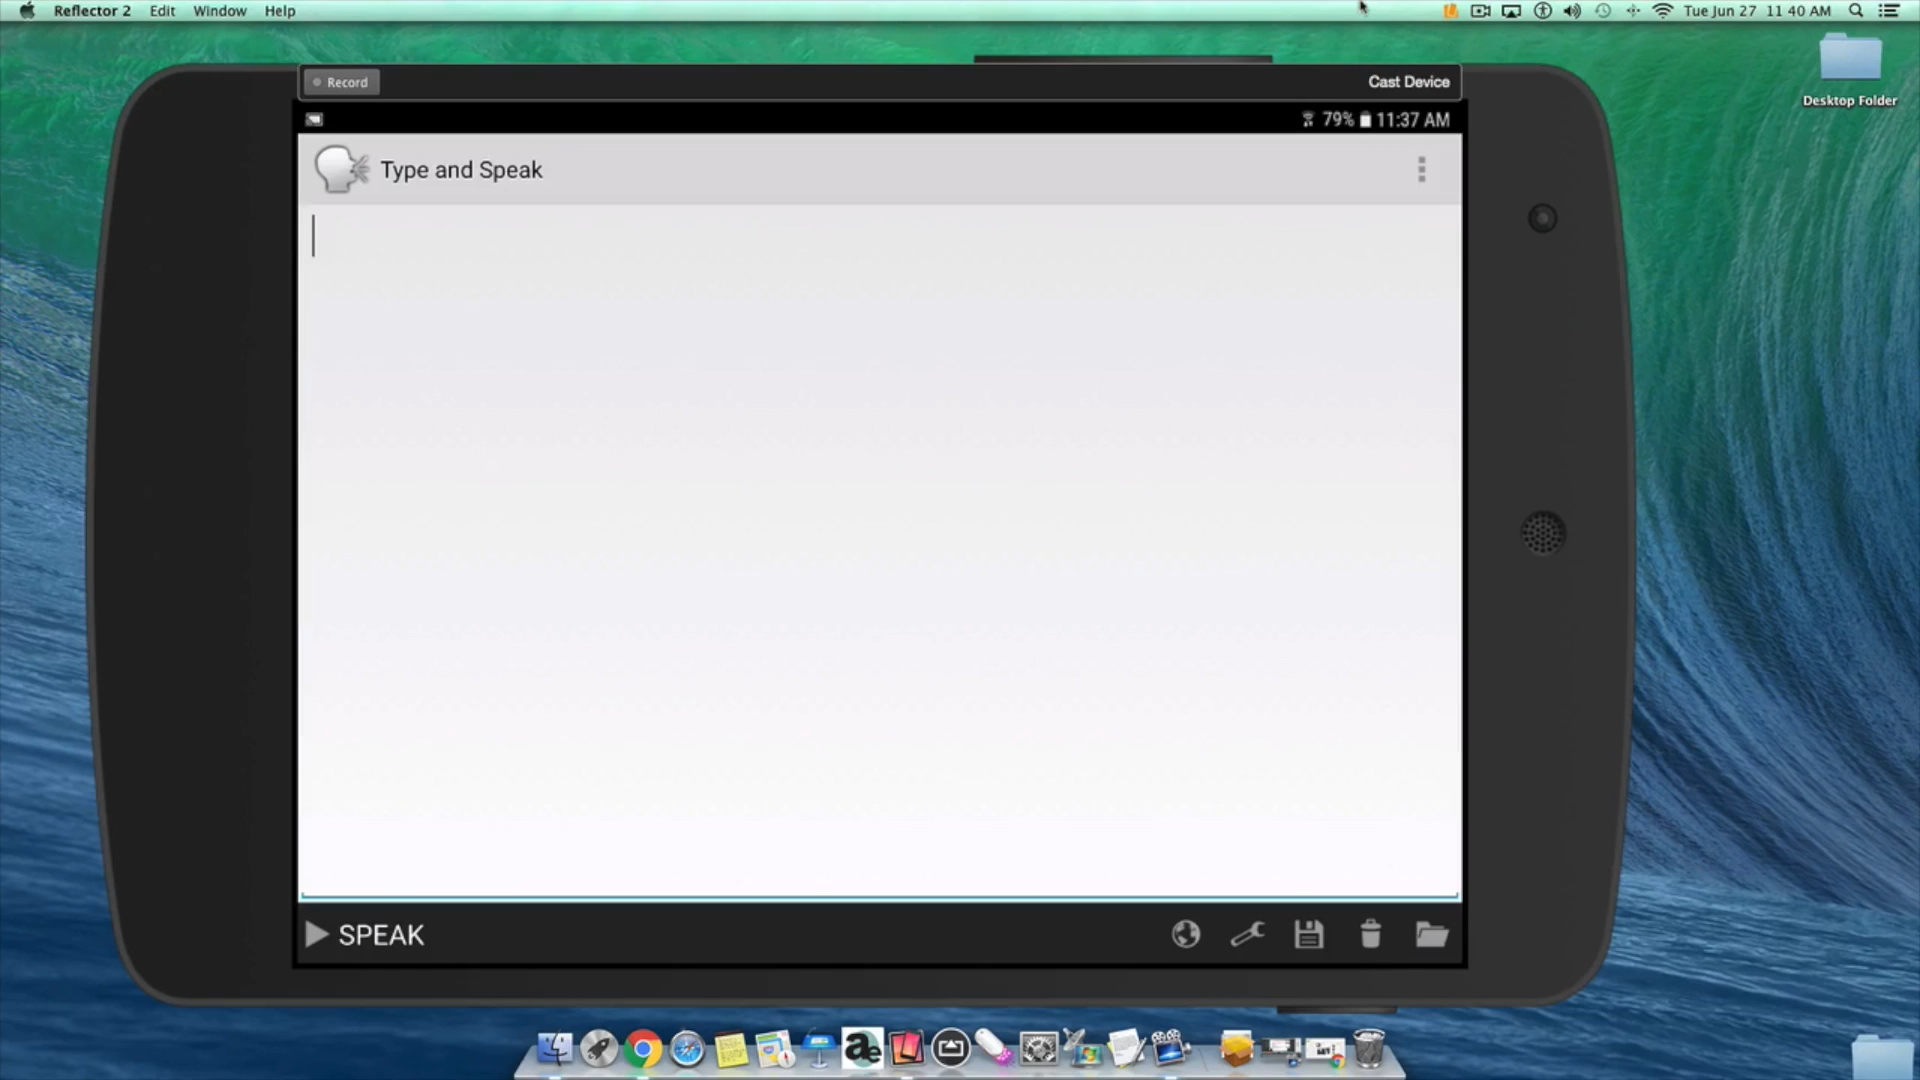 Reflector 2 Edit Window Help
Tue Jun 27 11 40 AM
Desktop Folder
Record
Cast Device
79% 11:37 AM
Type and Speak
SPEAK
ae